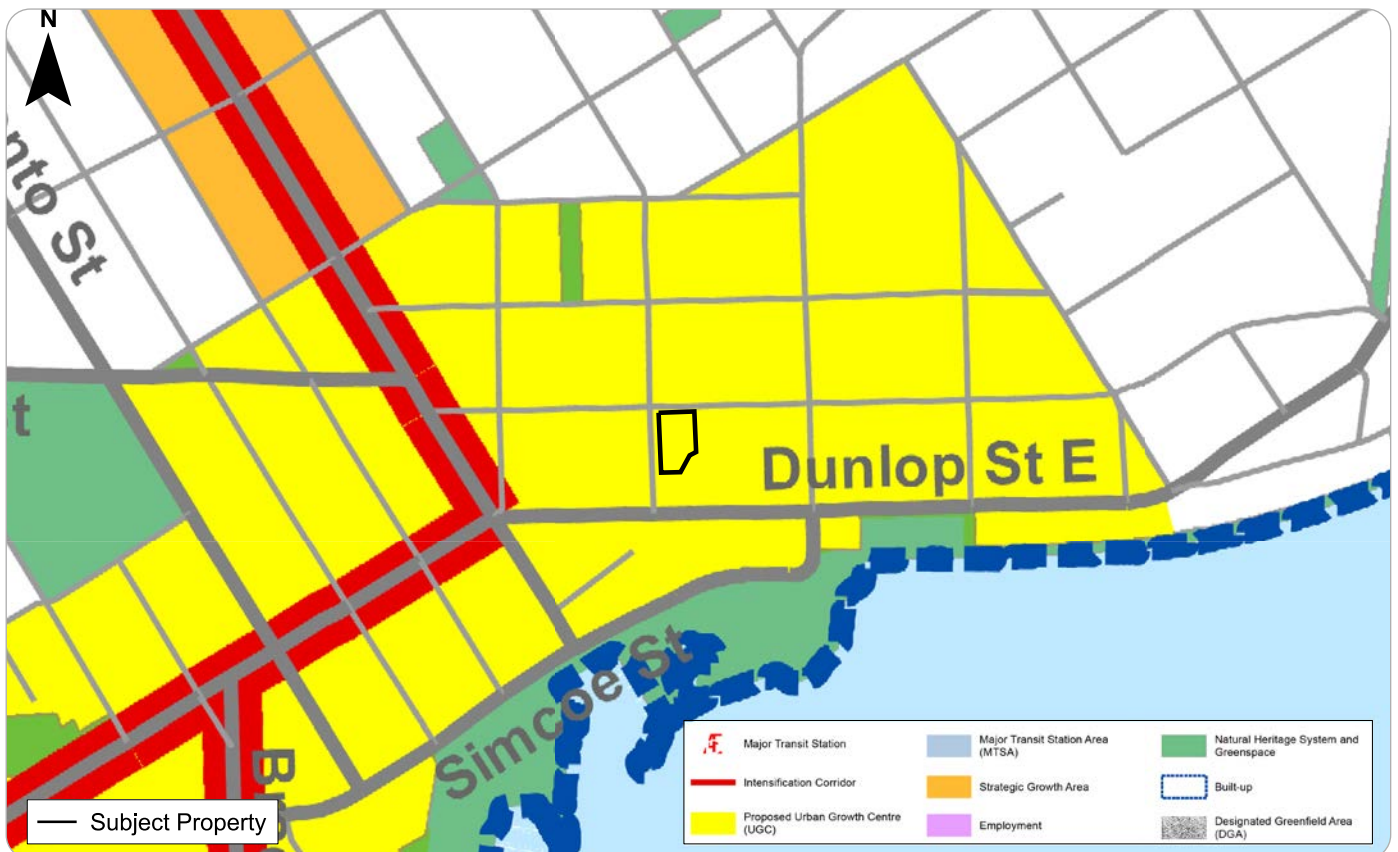 N
nto St
t
Dunlop St E
Simcoe St
Subject Property
Major Transit Station
Intensification Corridor
Proposed Urban Growth Centre
(UGC)
Major Transit Station Area
(MTSA)
Strategic Growth Area
Employment
Natural Heritage System and
Greenspace
Built-up
Designated Greenfield Area
(DGA)